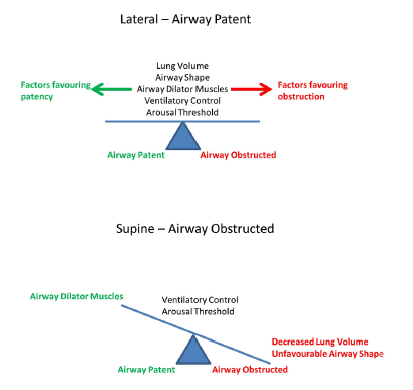 Lateral – Airway Patent
Lung Volume
Airway Shape
Factors favouring
patency
Airway Dilator Muscles
Factors favouring
obstruction
Ventilatory Control
Arousal Threshold
Airway Patent
Airway Obstructed
Supine – Airway Obstructed
Airway Dilator Muscles
Ventilatory Control
Arousal Threshold
Decreased Lung Volume
Unfavourable Airway Shape
Airway Patent
Airway Obstructed